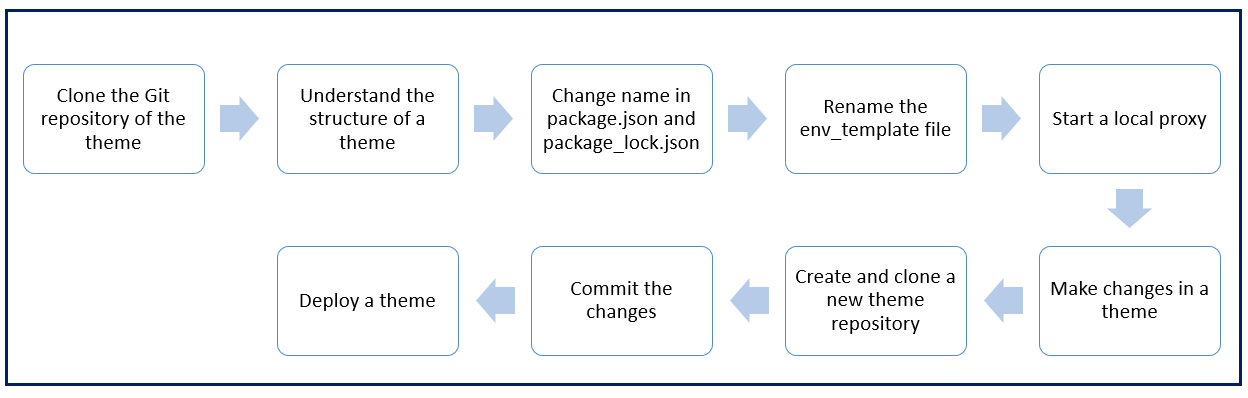 Clone the Git
repository of the
theme
Understand the
structure of a
theme
Change name in
package.json and
package_lock.json
Rename the
env_template file
Start a local proxy
Make changes in a
theme
Create and clone a
new theme
repository
Commit the
changes
Deploy a theme